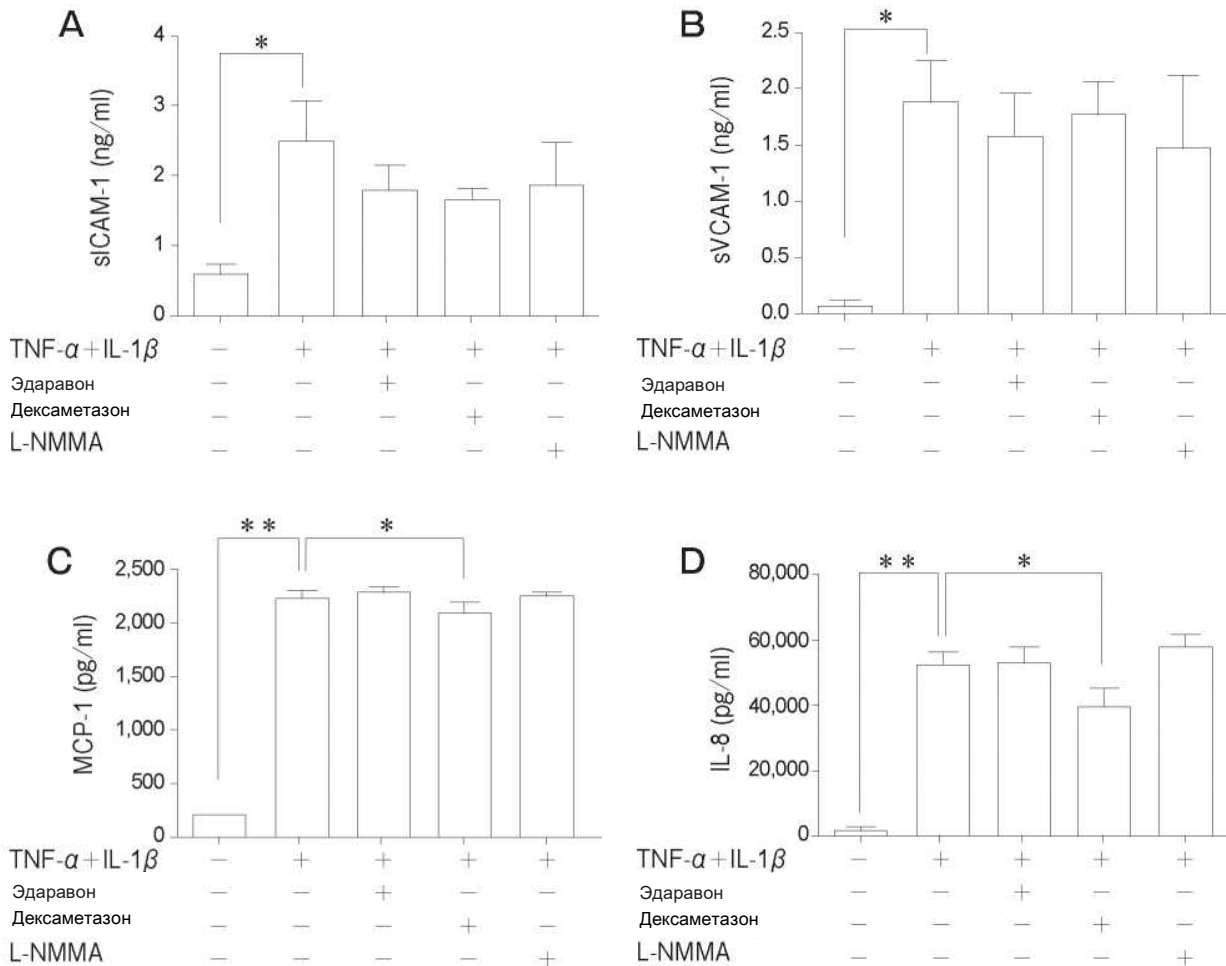 A
*
sICAM-1 (ng/ml)
4
3
2
1
0
TNF-α+IL-1β — + + + +
Эдаравон — — + — —
Дексаметазон — — — + —
L-NMMA — — — — +
B
*
sVCAM-1 (ng/ml)
2.5
2.0
1.5
1.0
0.5
0.0
TNF-α+IL-1β — + + + +
Эдаравон — — + — —
Дексаметазон — — — + —
L-NMMA — — — — +
C
** *
MCP-1 (pg/ml)
2,500
2,000
1,500
1,000
500
0
TNF-α+IL-1β — + + + +
Эдаравон — — + — —
Дексаметазон — — — + —
L-NMMA — — — — +
D
** *
IL-8 (pg/ml)
80,000
60,000
40,000
20,000
0
TNF-α+IL-1β — + + + +
Эдаравон — — + — —
Дексаметазон — — — + —
L-NMMA — — — — +